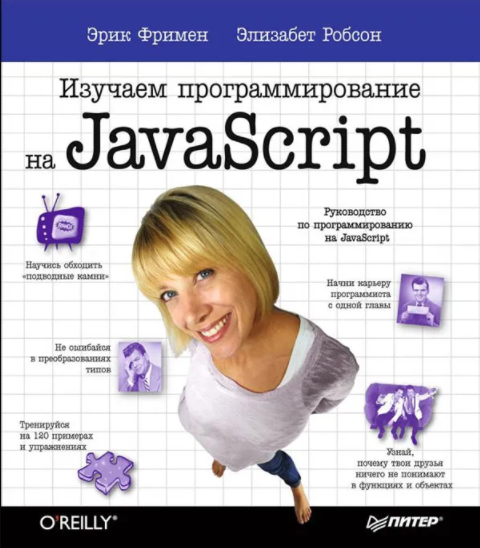 Эрик Фримен Элизабет Робсон
Изучаем программирование
на JavaScript
Руководство
по программированию
на JavaScript
Научись обходить
«подводные камни»
Начни карьеру
программиста
с одной главы
Не ошибайся
в преобразованиях
типов
Тренируйся
на 120 примерах
и упражнениях
Узнай,
почему твои друзья
ничего не понимают
в функциях и объектах
O'REILLY®
ПИТЕР®